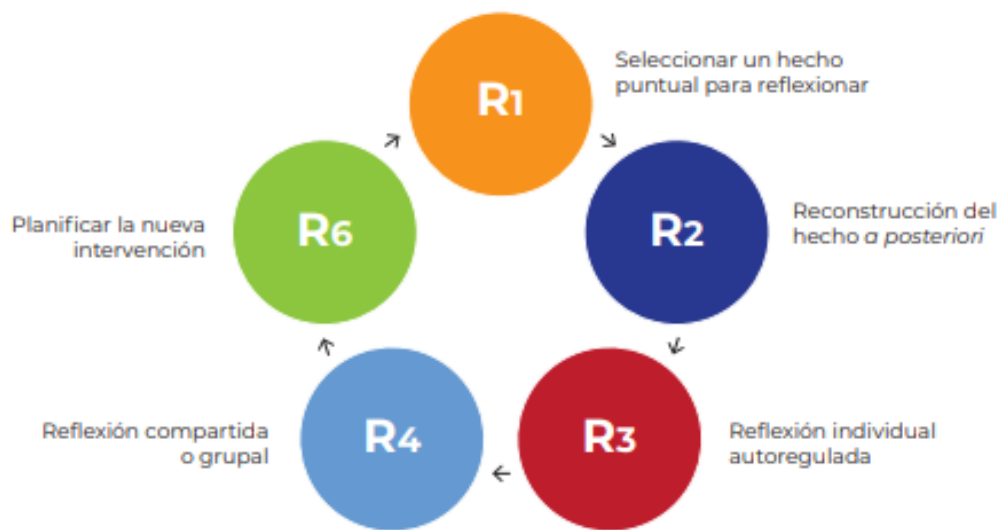 R1
Seleccionar un hecho
puntual para reflexionar
R2
Reconstrucción del
hecho a posteriori
R3
Reflexión individual
autoregulada
R4
Reflexión compartida
o grupal
R6
Planificar la nueva
intervención